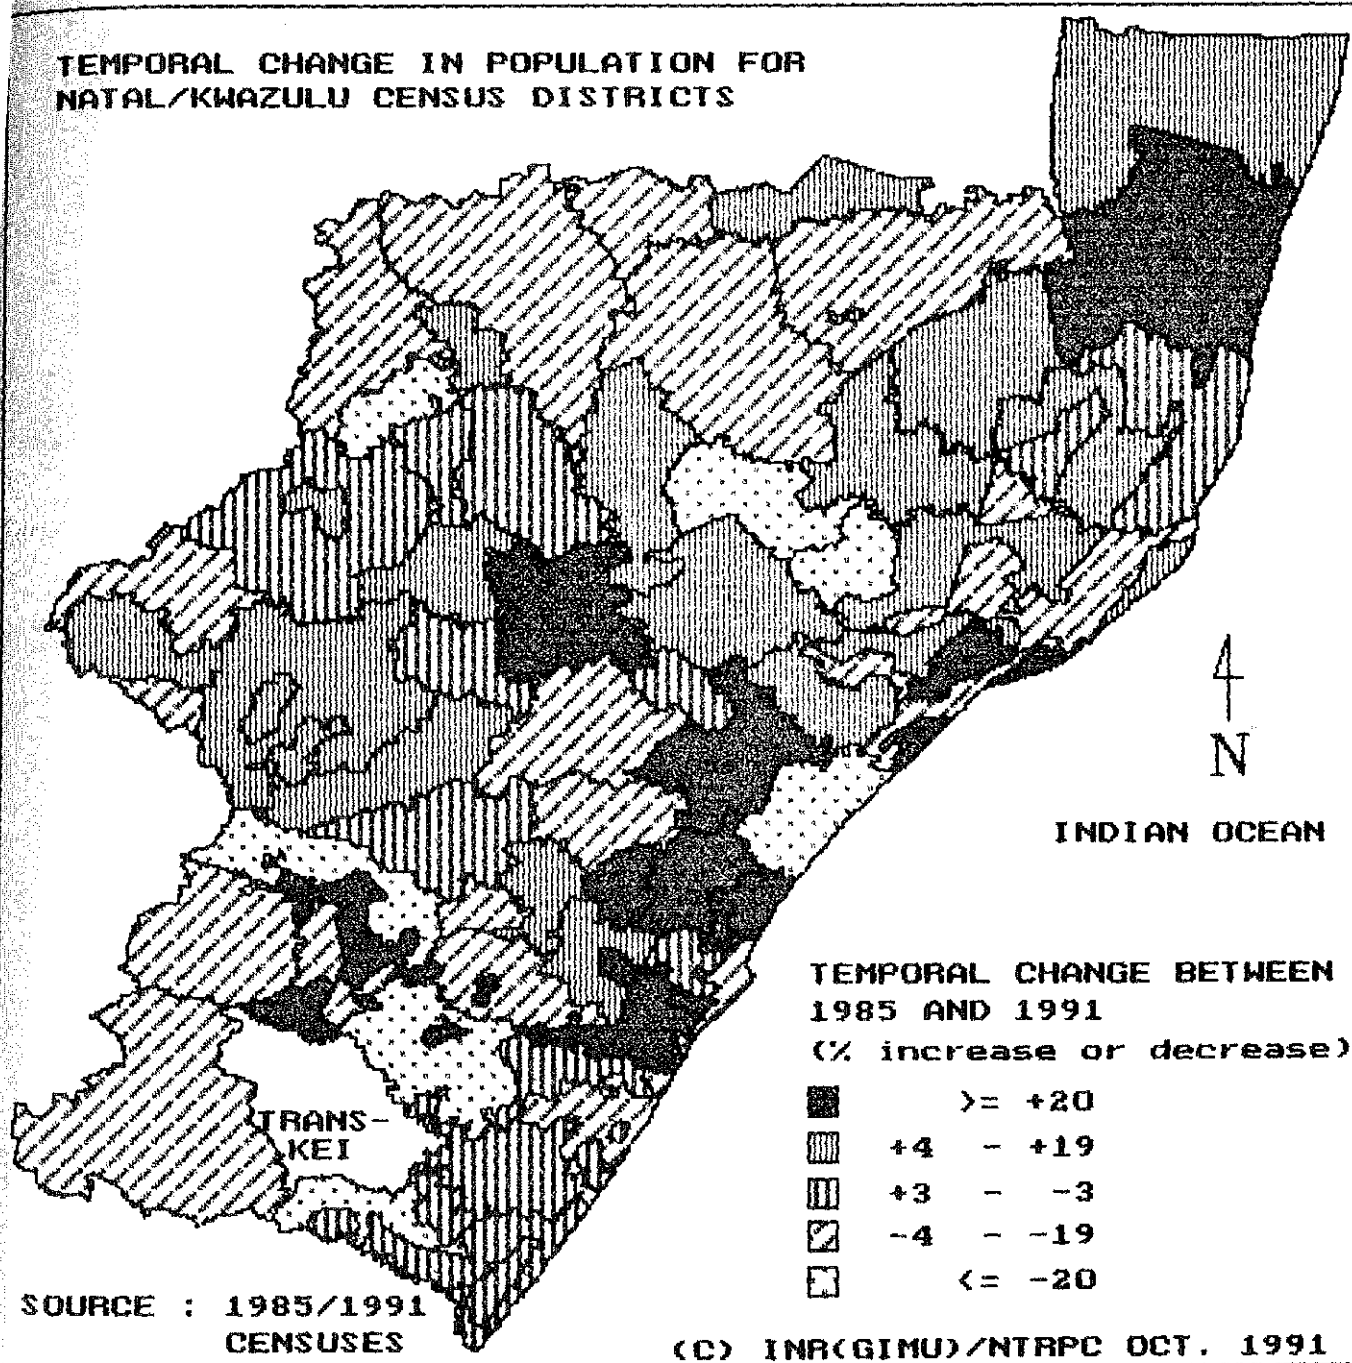 TEMPORAL CHANGE IN POPULATION FOR
NATAL/KWAZULU CENSUS DISTRICTS
N
INDIAN OCEAN
TEMPORAL CHANGE BETWEEN
1985 AND 1991
(% increase or decrease)
>= +20
+4 - +19
+3 - -3
-4 - -19
<= -20
TRANS-
KEI
SOURCE : 1985/1991
CENSUSES
(C) INR(GIMU)/NTRPC OCT. 1991